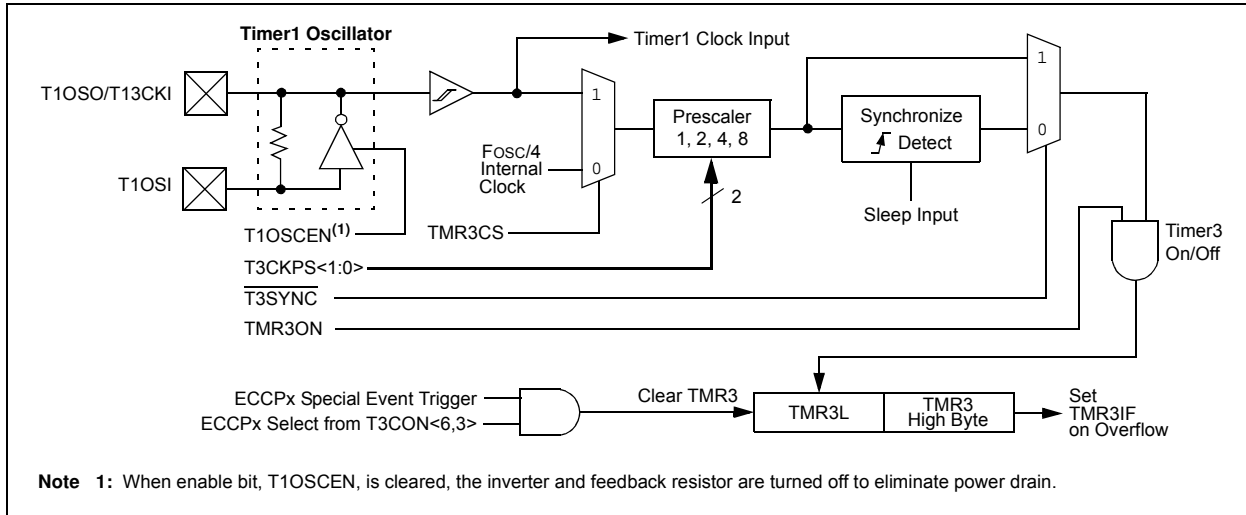 Timer1 Oscillator
Timer1 Clock Input
T1OSO/T13CKI
T1OSI
1
0
FOSC/4
Internal
Clock
Prescaler
1, 2, 4, 8
2
Synchronize
Detect
Sleep Input
1
0
Timer3
On/Off
T1OSCEN(1)
TMR3CS
T3CKPS<1:0>
T3SYNC
TMR3ON
ECCPx Special Event Trigger
ECCPx Select from T3CON<6,3>
Clear TMR3
TMR3L
TMR3
High Byte
Set
TMR3IF
on Overflow
Note 1: When enable bit, T1OSCEN, is cleared, the inverter and feedback resistor are turned off to eliminate power drain.